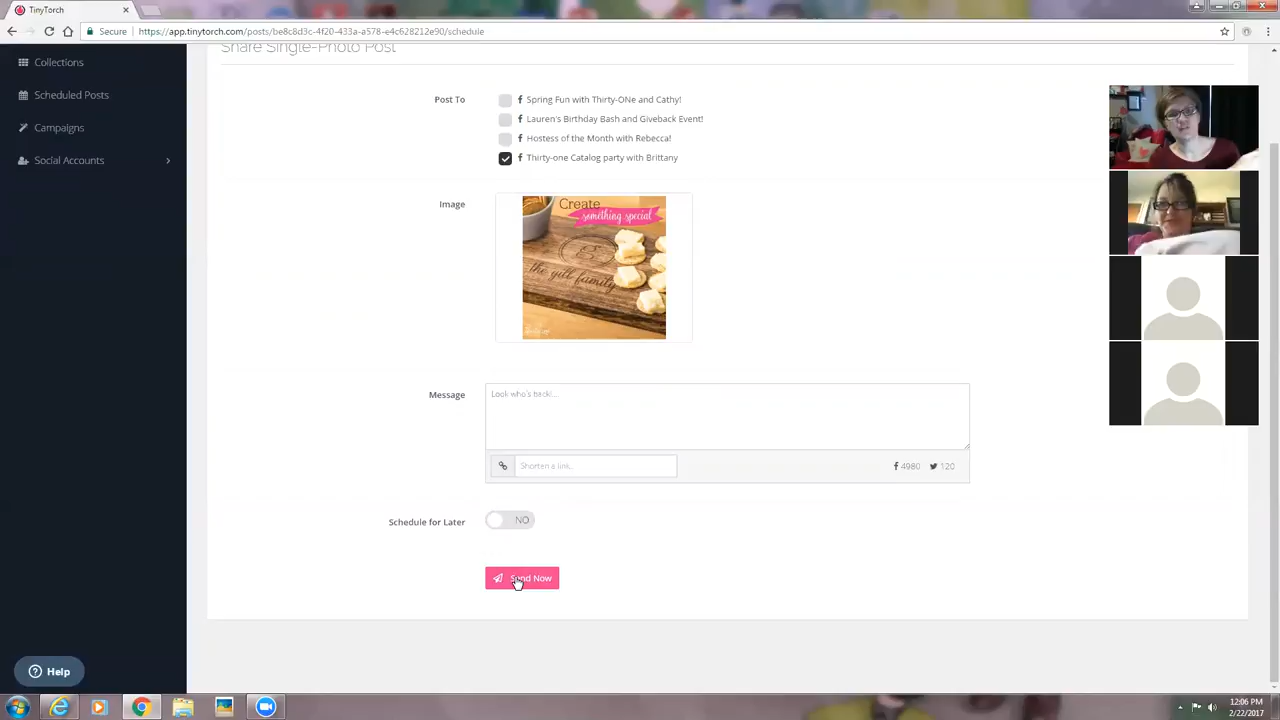 TinyTorch
Secure
https://app.tinytorch.com/posts/be8c8d3c-4f20-433a-a578-e4c628212e90/schedule
Share Single-Photo Post
Collections
Scheduled Posts
Campaigns
Social Accounts
Post To
Spring Fun with Thirty-ONe and Cathy!
Lauren's Birthday Bash and Giveback Event!
Hostess of the Month with Rebecca!
Thirty-one Catalog party with Brittany
Image
Create
something special
the gill family
Message
Look who's back!...
Shorten a link.
4980
120
Schedule for Later
NO
Send Now
Help
12:06 PM
2/22/2017